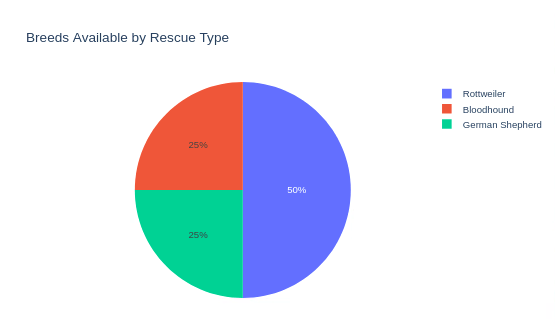 Breeds Available by Rescue Type
Rottweiler
Bloodhound
German Shepherd
25%
50%
25%